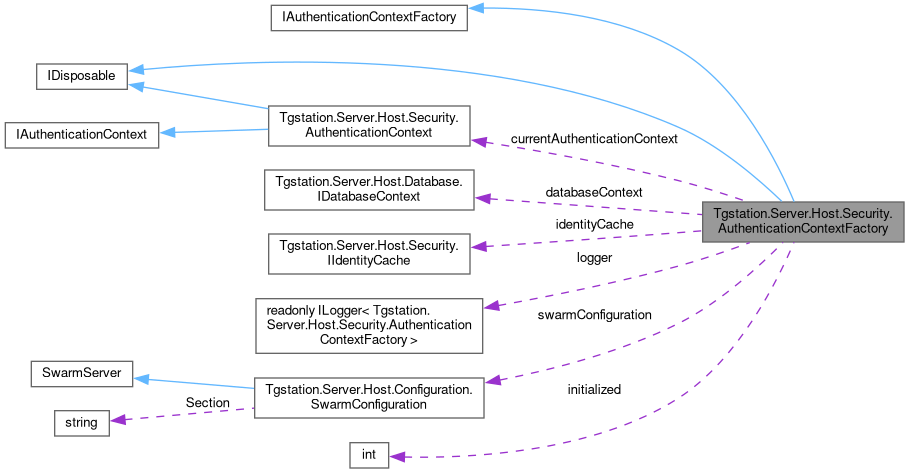 IAuthenticationContextFactory
IDisposable
Tgstation.Server.Host.Security.
AuthenticationContext
IAuthenticationContext
currentAuthenticationContext
Tgstation.Server.Host.Database.
IDatabaseContext
databaseContext
Tgstation.Server.Host.Security.
AuthenticationContextFactory
identityCache
Tgstation.Server.Host.Security.
IIdentityCache
logger
readonly ILogger< Tgstation.
Server.Host.Security.Authentication
ContextFactory >
swarmConfiguration
SwarmServer
Tgstation.Server.Host.Configuration.
SwarmConfiguration
initialized
Section
string
int